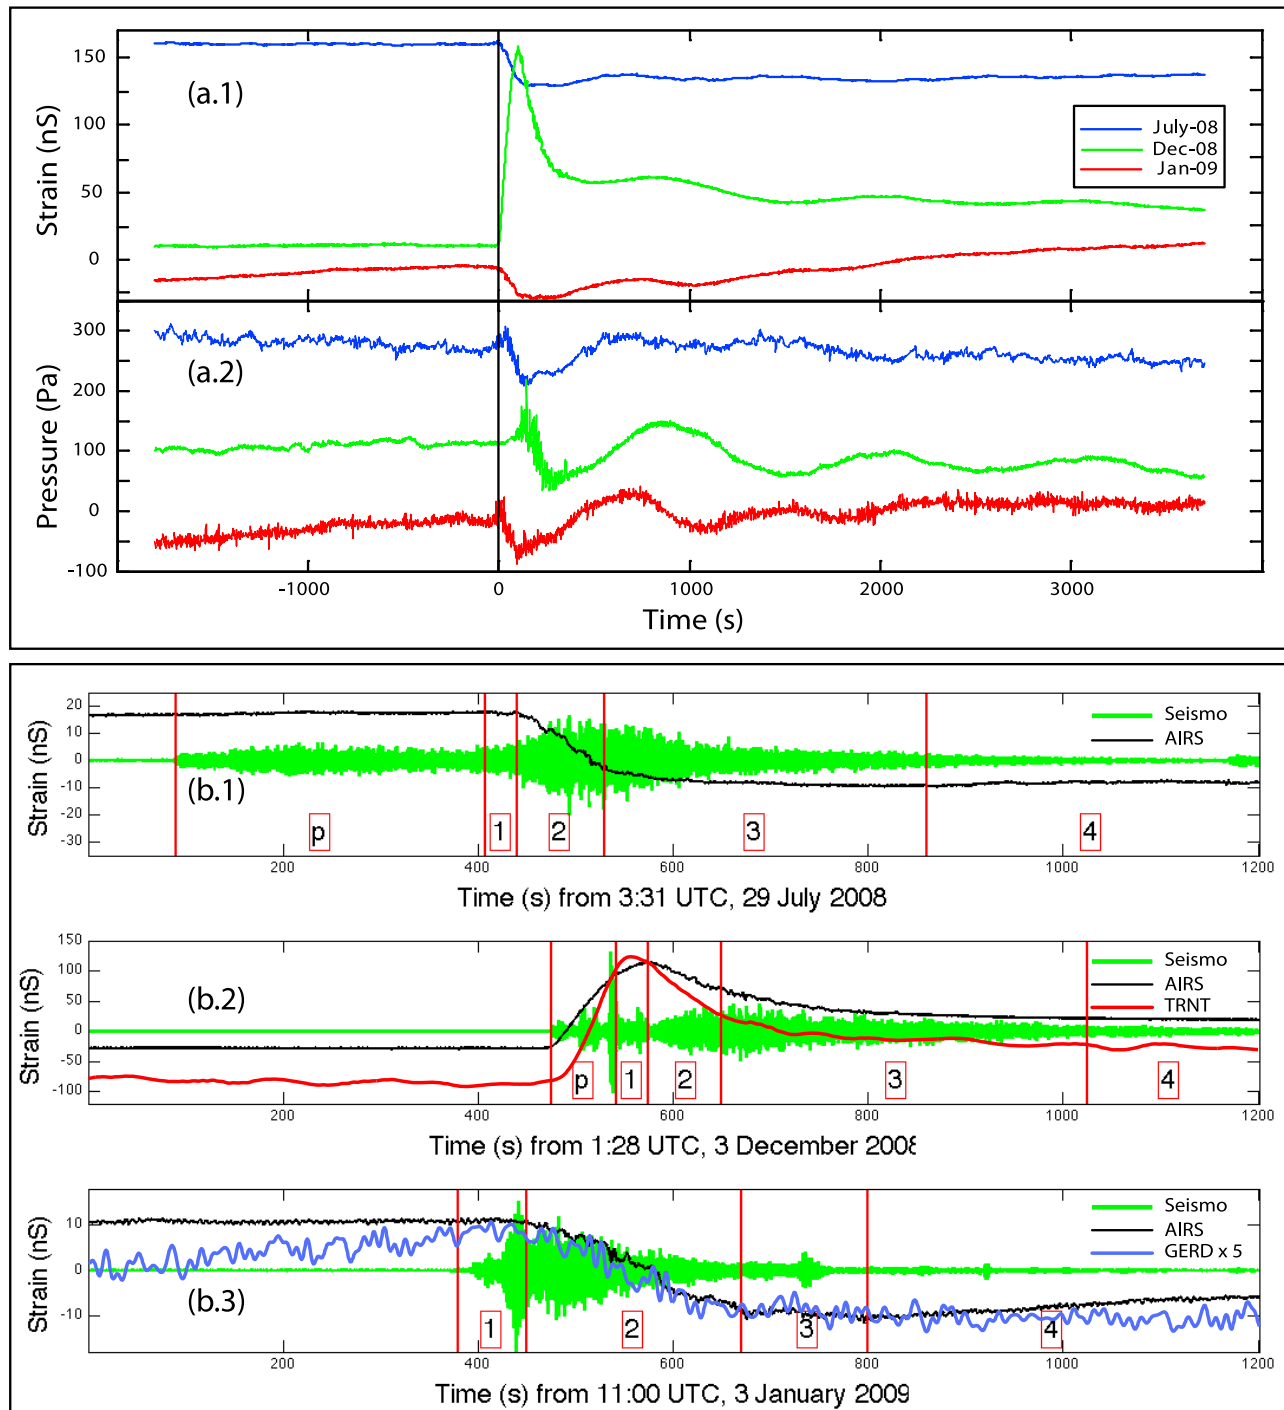 (a.1)
Strain (nS)
150
100
50
0
July-08
Dec-08
Jan-09
(a.2)
Pressure (Pa)
300
200
100
0
-100
-1000 0 1000 2000 3000
Time (s)
(b.1)
Strain (nS)
20
10
0
-10
-20
-30
Seismo
AIRS
p 1 2 3 4
200 400 600 800 1000 1200
Time (s) from 3:31 UTC, 29 July 2008
(b.2)
Strain (nS)
150
100
50
0
-50
-100
Seismo
AIRS
TRNT
p 1 2 3 4
200 400 600 800 1000 1200
Time (s) from 1:28 UTC, 3 December 2008
(b.3)
Strain (nS)
10
0
-10
Seismo
AIRS
GERD x 5
1 2 3 4
200 400 600 800 1000 1200
Time (s) from 11:00 UTC, 3 January 2009